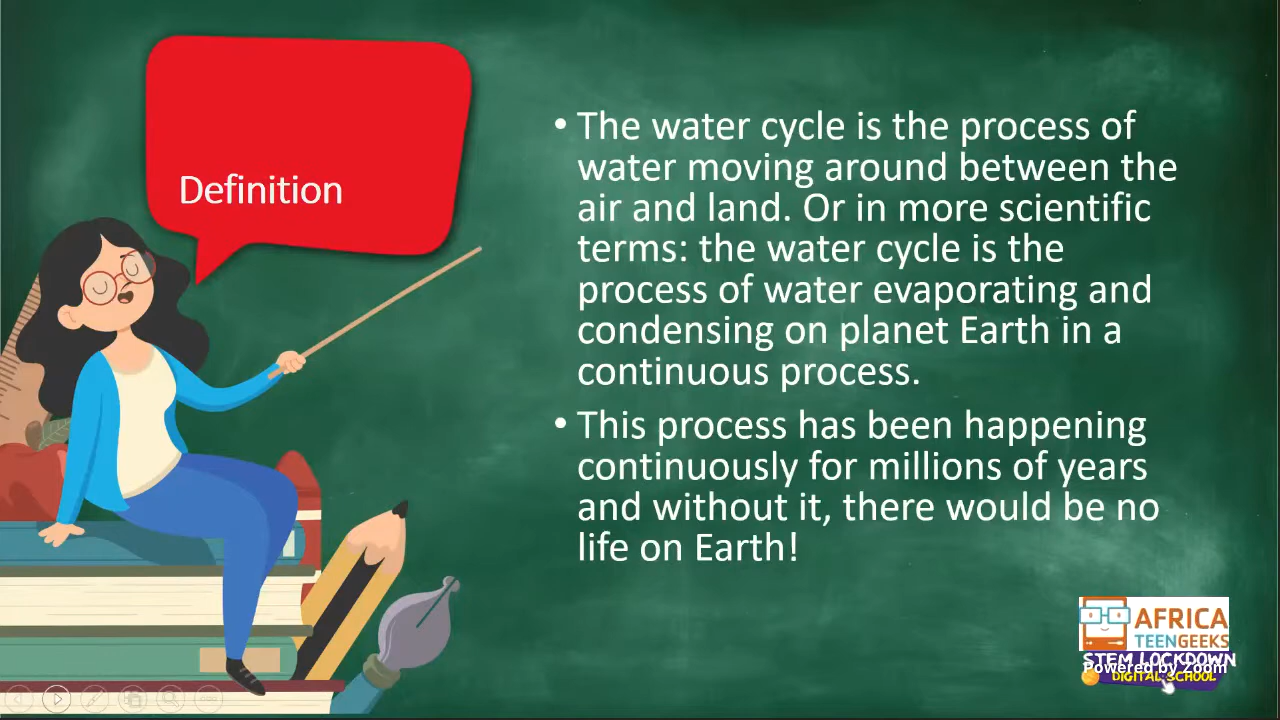 Definition
• The water cycle is the process of
water moving around between the
air and land. Or in more scientific
terms: the water cycle is the
process of water evaporating and
condensing on planet Earth in a
continuous process.
• This process has been happening
continuously for millions of years
and without it, there would be no
life on Earth!
AFRICA
TEENGEEKS
STEM LOCKDOWN
Powered by Zoom
DIGITAL SCHOOL